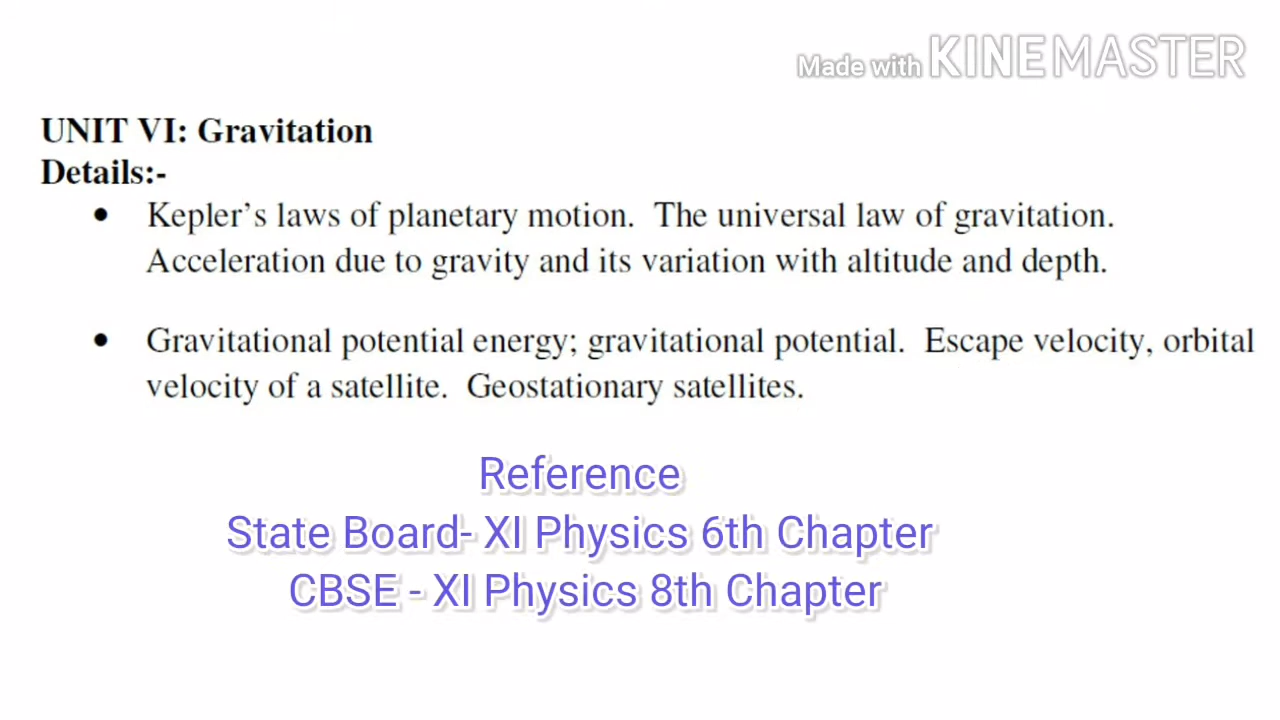 Made with KINEMASTER
UNIT VI: Gravitation
Details:-
• Kepler's laws of planetary motion. The universal law of gravitation.
Acceleration due to gravity and its variation with altitude and depth.
• Gravitational potential energy; gravitational potential. Escape velocity, orbital
velocity of a satellite. Geostationary satellites.
Reference
State Board- XI Physics 6th Chapter
CBSE - XI Physics 8th Chapter